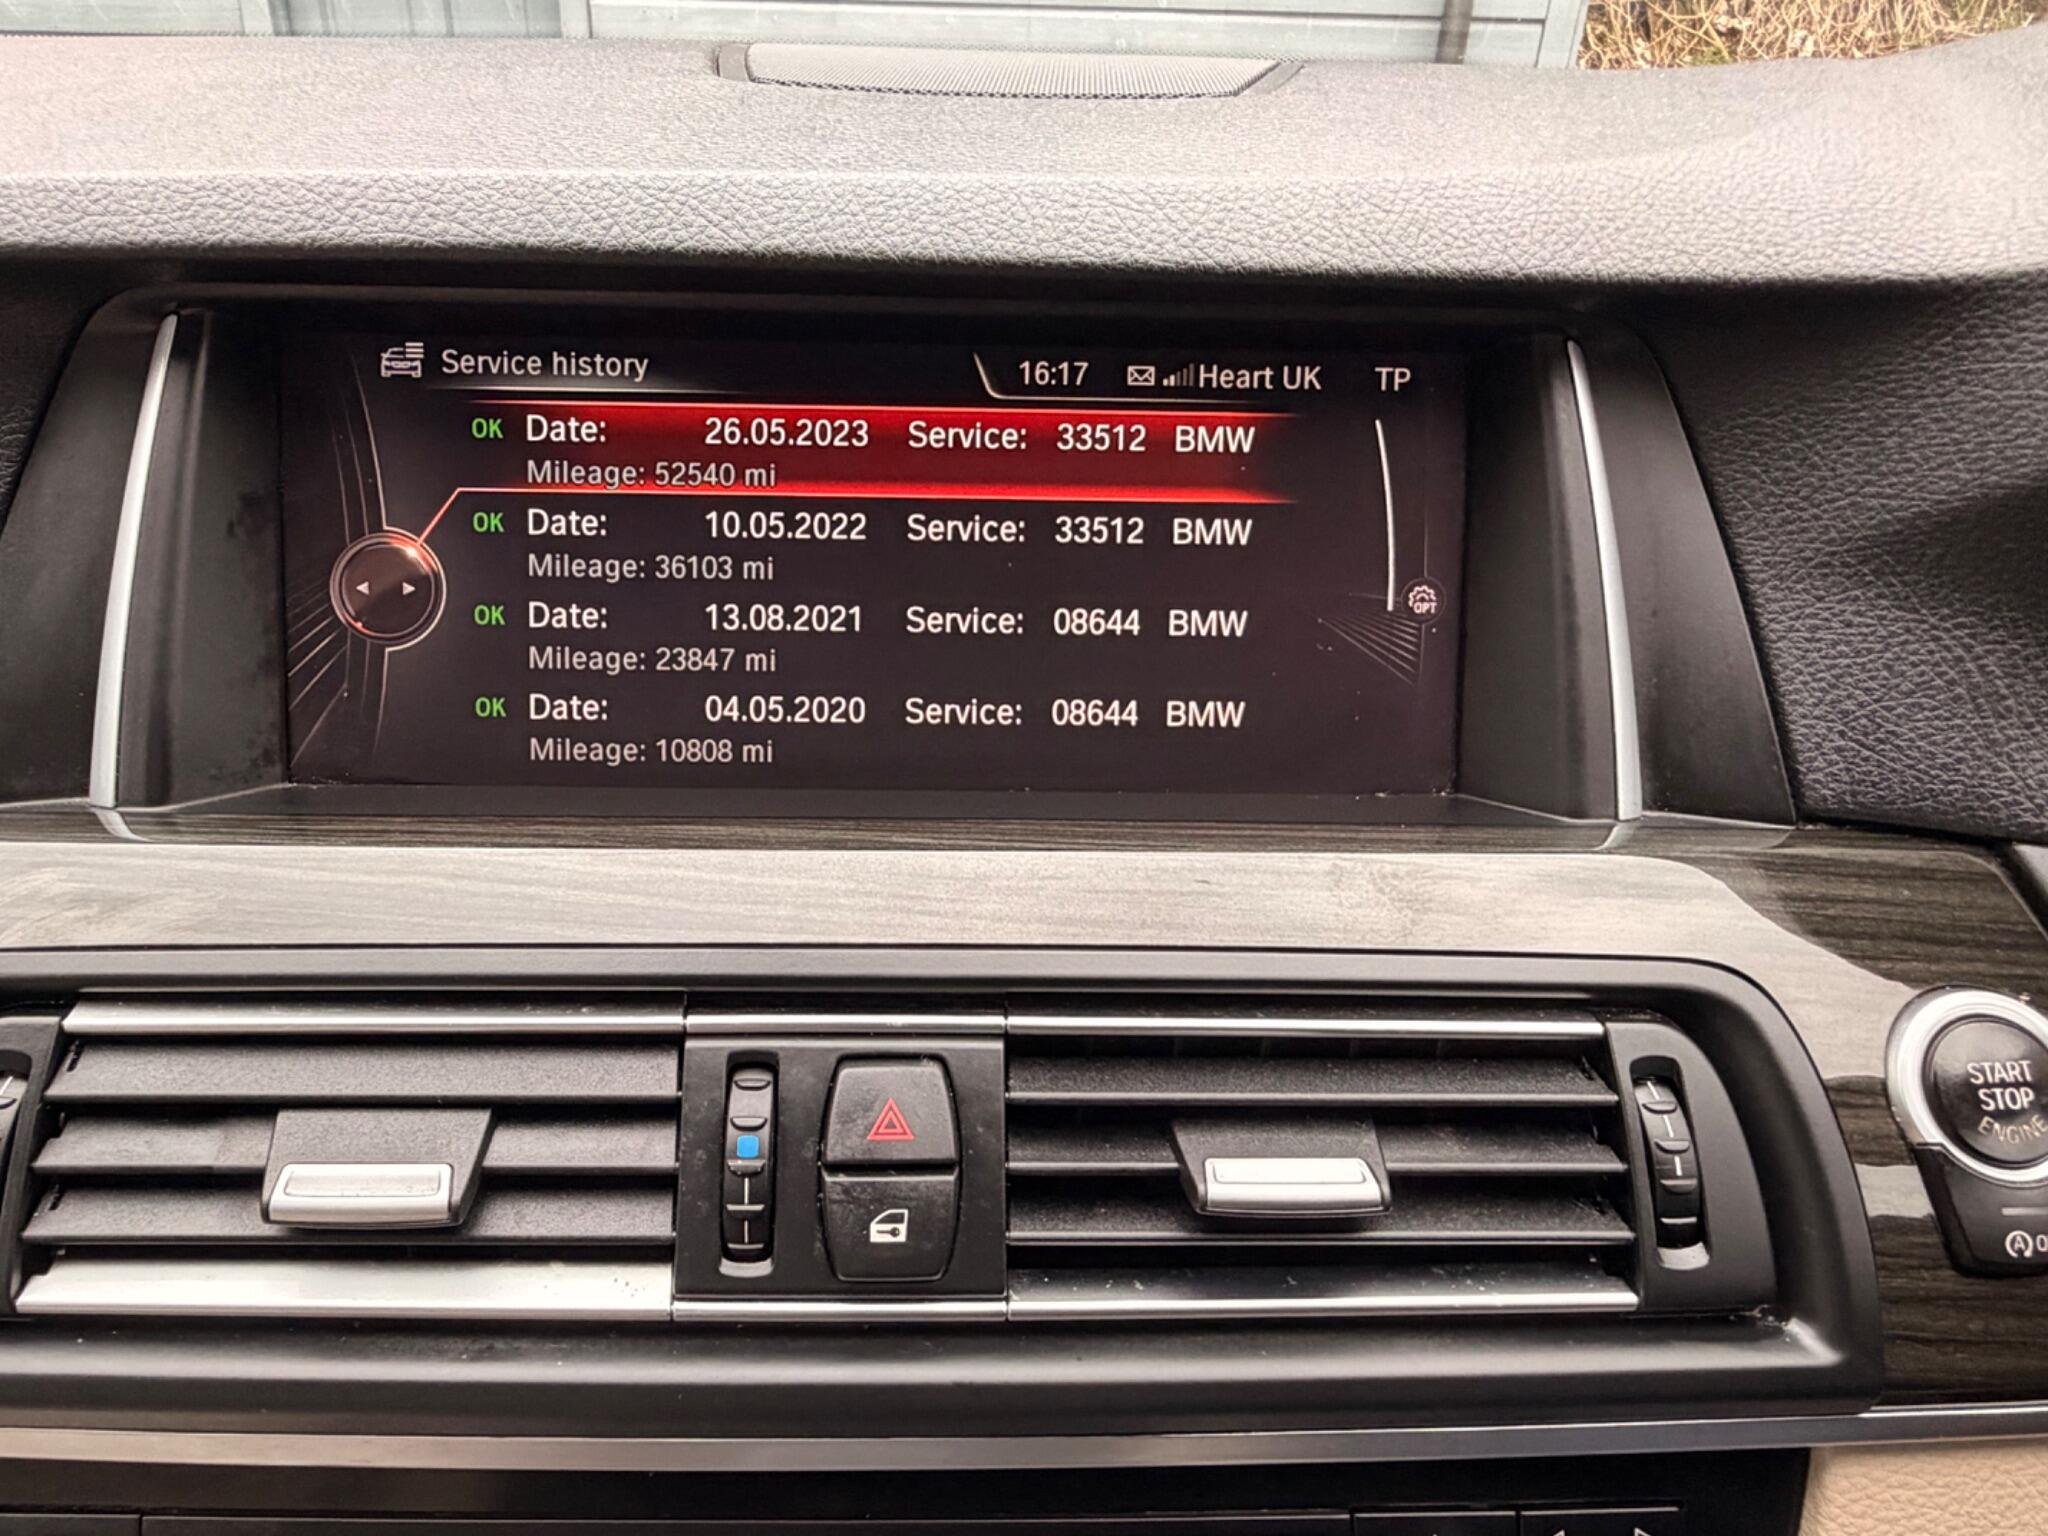 Service history 16:17 Heart UK TP
OK Date: 26.05.2023 Service: 33512 BMW
Mileage: 52540 mi
OK Date: 10.05.2022 Service: 33512 BMW
Mileage: 36103 mi
OPT
OK Date: 13.08.2021 Service: 08644 BMW
Mileage: 23847 mi
OK Date: 04.05.2020 Service: 08644 BMW
Mileage: 10808 mi
START
STOP
ENGINE